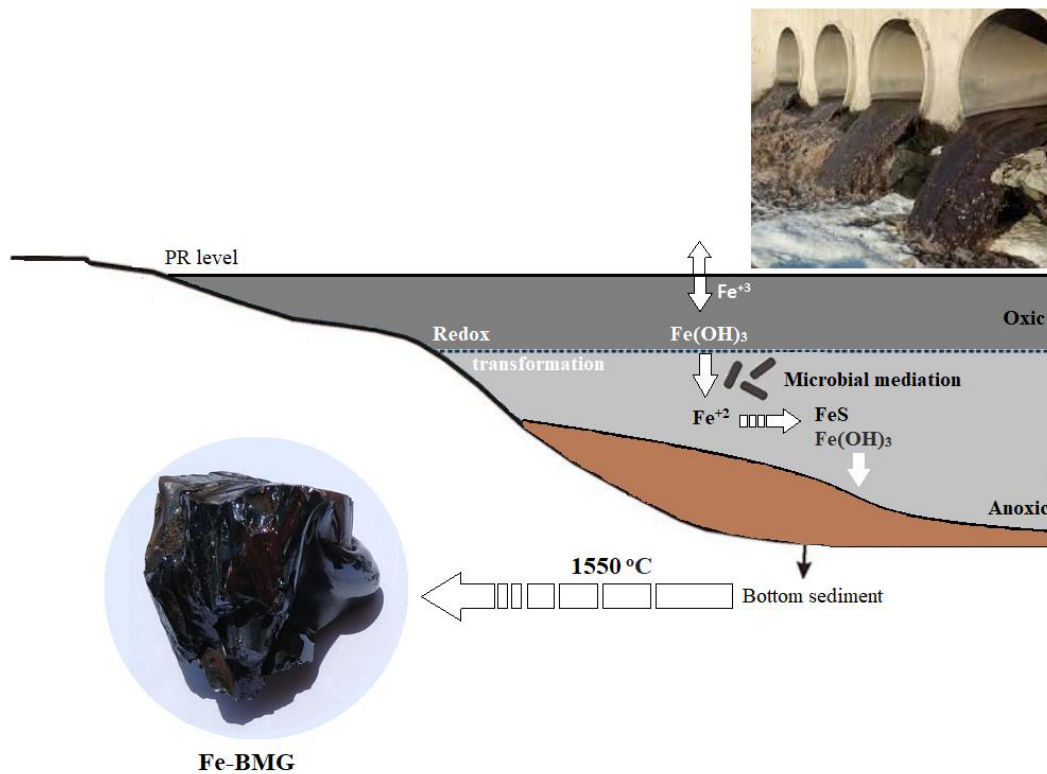 PR level
Fe⁺³
Oxic
Redox
Fe(OH)₃
transformation
Microbial mediation
Fe⁺²
FeS
Fe(OH)₃
Anoxic
1550 ᵒC
Bottom sediment
Fe-BMG